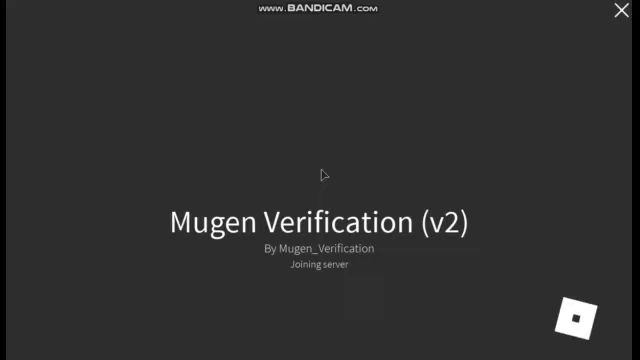 WWW.BANDICAM.COM
Mugen Verification (v2)
By Mugen_Verification
Joining server